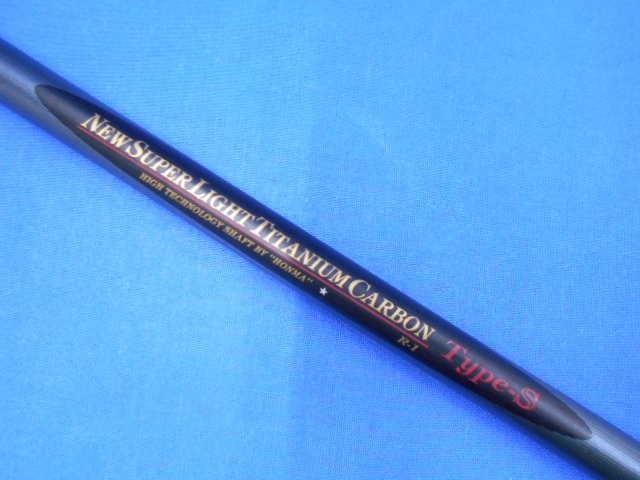 NEW SUPER LIGHT TITANIUM CARBON Type-S
HIGH TECHNOLOGY SHAFT BY "HONMA" ★ R-1